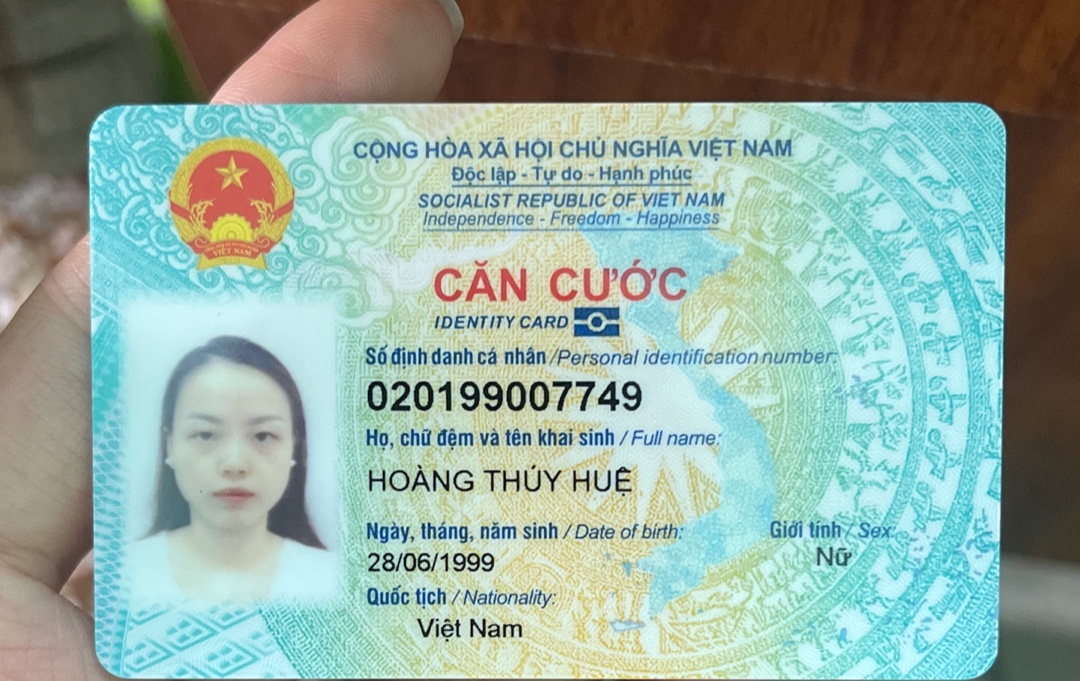 CỘNG HÒA XÃ HỘI CHỦ NGHĨA VIỆT NAM
Độc lập - Tự do - Hạnh phúc
SOCIALIST REPUBLIC OF VIET NAM
Independence - Freedom - Happiness
VIỆT NAM
CĂN CƯỚC
IDENTITY CARD
Số định danh cá nhân /Personal identification number:
020199007749
Họ, chữ đệm và tên khai sinh / Full name:
HOÀNG THÚY HUỆ
Ngày, tháng, năm sinh / Date of birth:
Giới tính / Sex:
28/06/1999
Nữ
Quốc tịch / Nationality:
Việt Nam